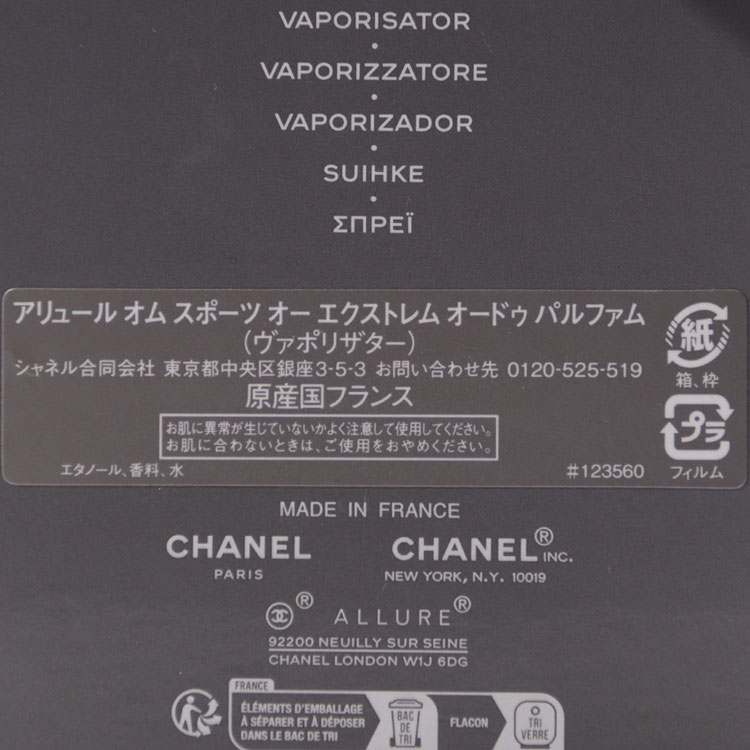 VAPORISATOR
•
VAPORIZZATORE
•
VAPORIZADOR
•
SUIHKE
•
ΣΠΡΕΪ
アリュール オム スポーツ オー エクストレム オードゥ パルファム
(ヴァポリザター)
シャネル合同会社 東京都中央区銀座3-5-3 お問い合わせ先 0120-525-519
原産国フランス
お肌に異常が生じていないかよく注意して使用してください。
お肌に合わないときは、ご使用をおやめください。
エタノール、香料、水 #123560
紙
箱、枠
プラ
フィルム
MADE IN FRANCE
CHANEL CHANEL® INC.
PARIS NEW YORK, N.Y. 10019
® ALLURE®
92200 NEUILLY SUR SEINE
CHANEL LONDON W1J 6DG
FRANCE
ÉLÉMENTS D'EMBALLAGE
À SÉPARER ET À DÉPOSER
DANS LE BAC DE TRI
BAC
DE
TRI
FLACON
TRI
VERRE